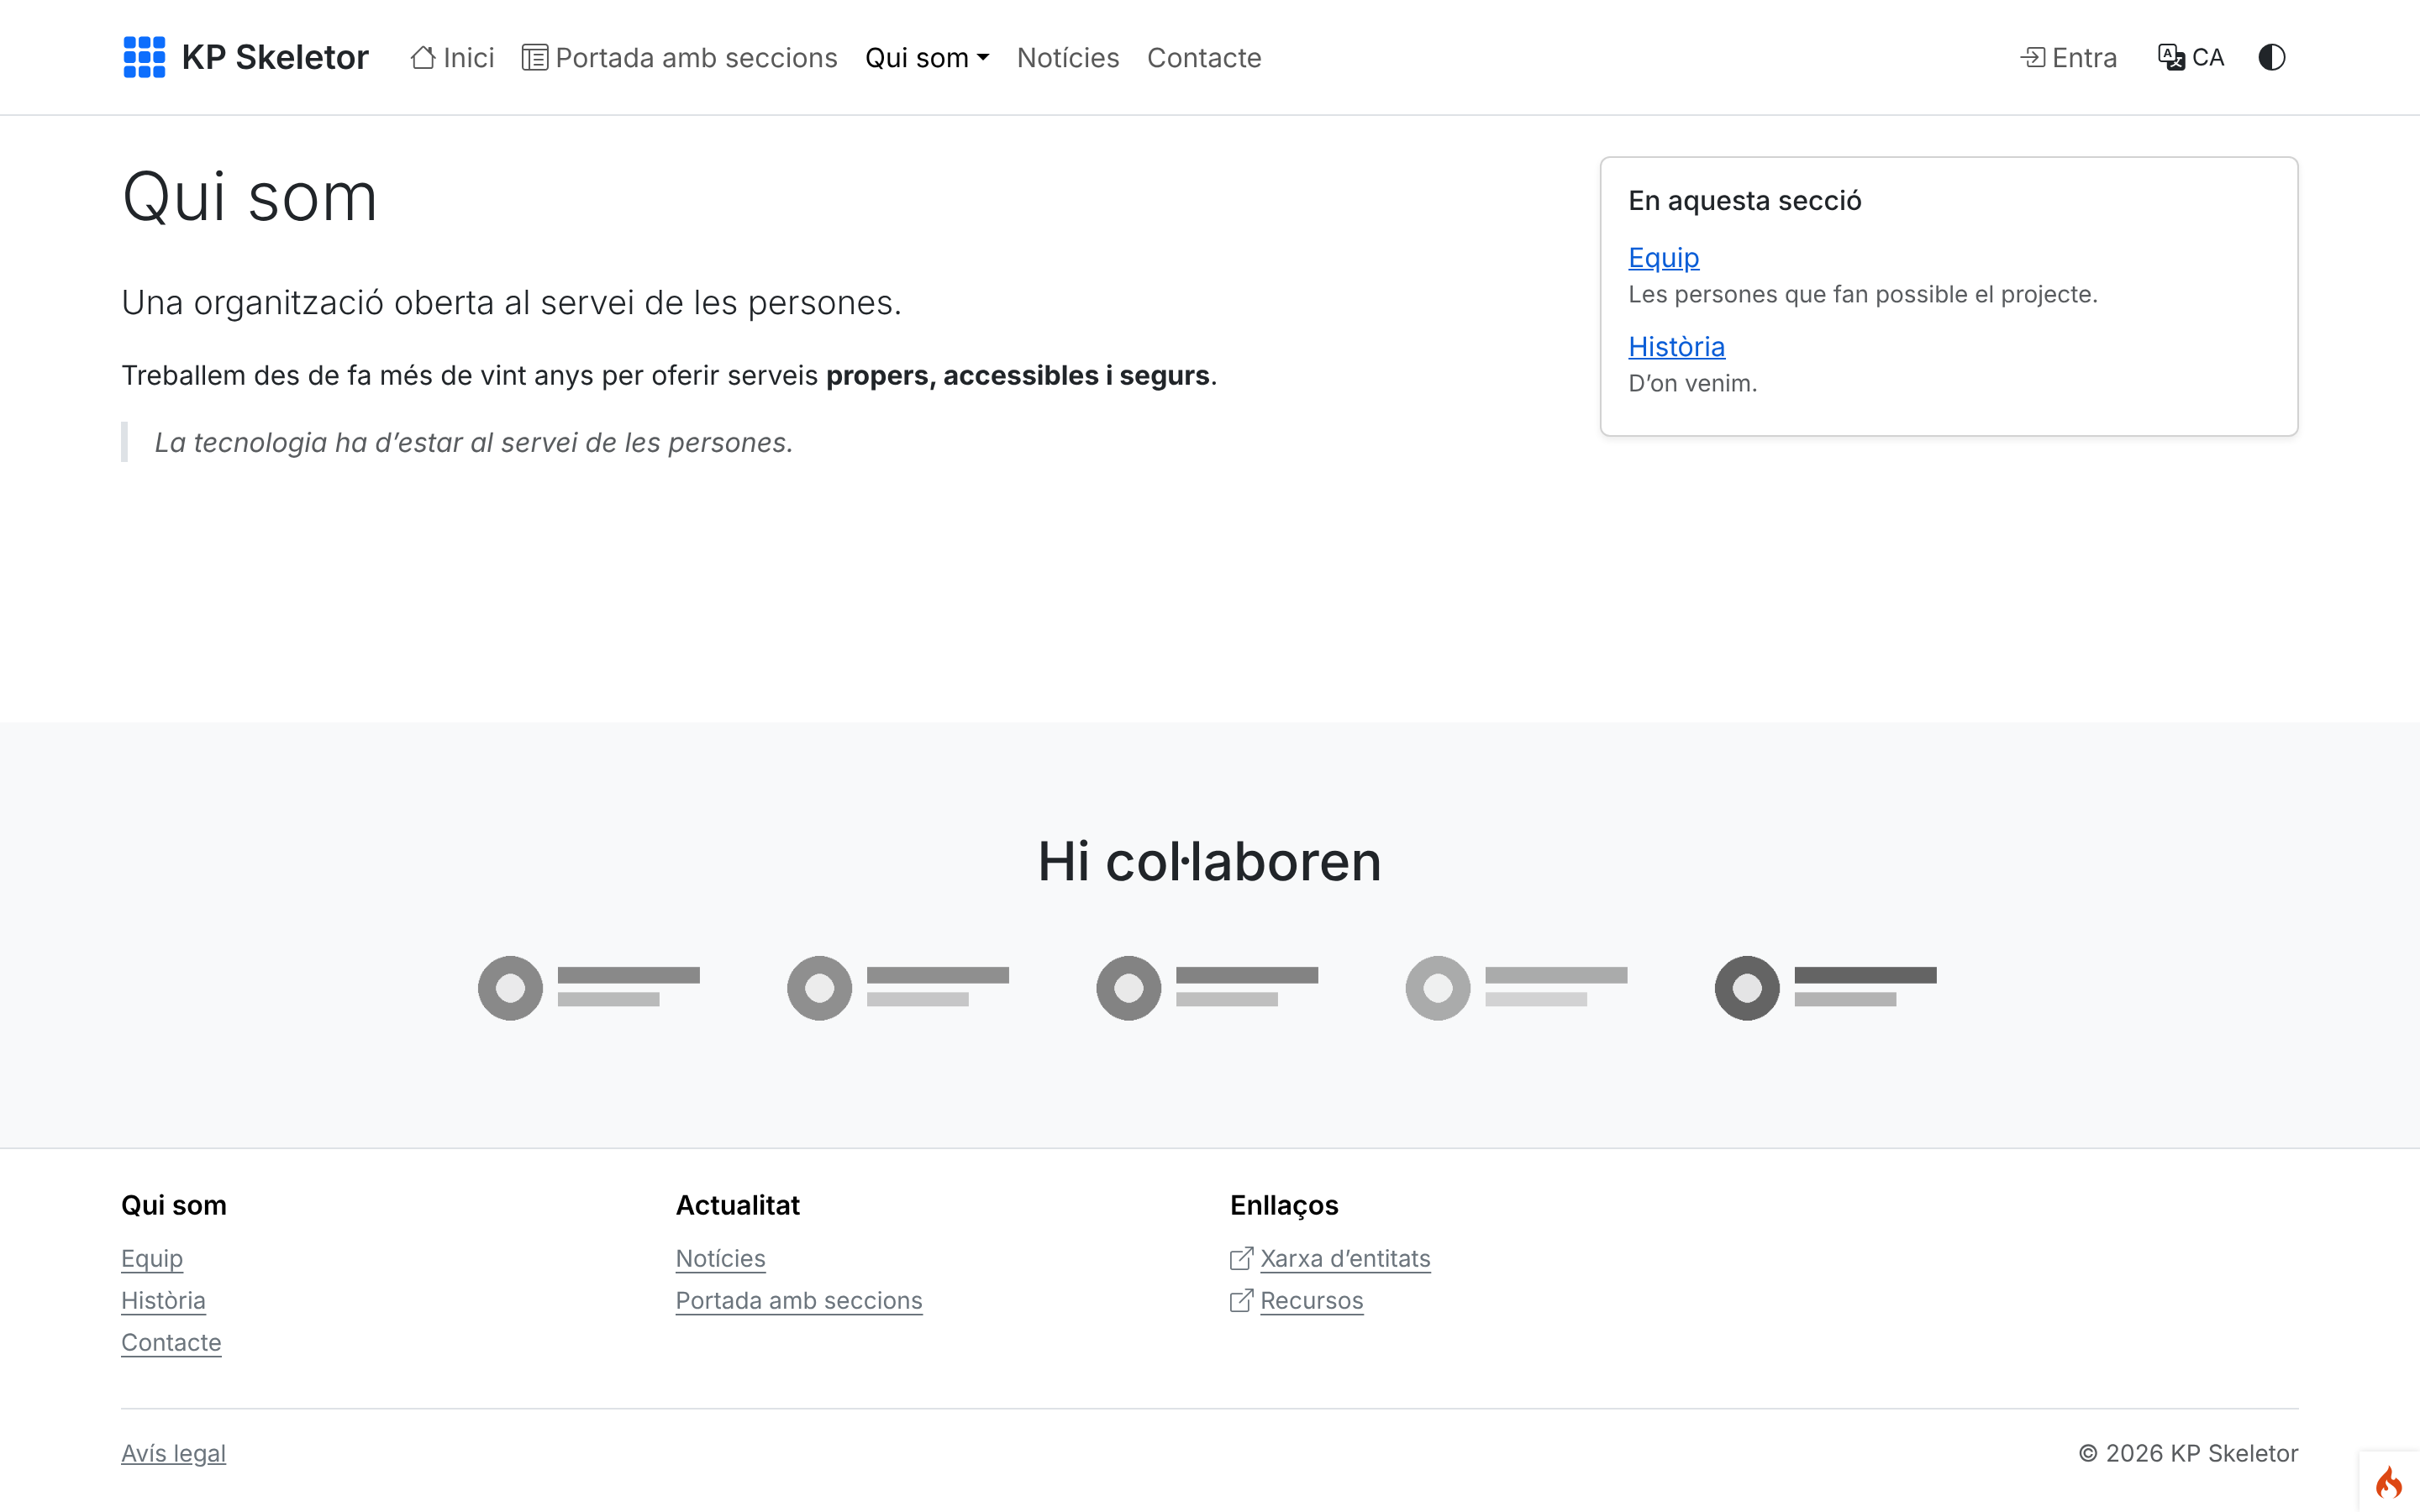 KP Skeletor
Inici
Portada amb seccions
Qui som
Notícies
Contacte
Entra
CA
Qui som
Una organització oberta al servei de les persones.
Treballem des de fa més de vint anys per oferir serveis propers, accessibles i segurs.
La tecnologia ha d’estar al servei de les persones.
En aquesta secció
Equip
Les persones que fan possible el projecte.
Història
D’on venim.
Hi col·laboren
Qui som
Equip
Història
Contacte
Actualitat
Notícies
Portada amb seccions
Enllaços
Xarxa d’entitats
Recursos
Avís legal
© 2026 KP Skeletor